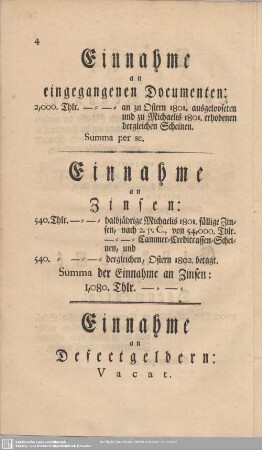 4
Einnahme
an
eingegangenen Documenten:
2,000. Thlr. —„—„ an zu Ostern 1801. ausgelooseten
und zu Michaelis 1801. erhobenen
dergleichen Scheinen.
Summa per se.
Einnahme
an
Zinsen:
540. Thlr. —„—„ halbjährige Michaelis 1801. fällige Zin-
sen, nach 2. p. C., von 54,000. Thlr.
—„—„ Cammer-Creditcassen-Schei-
nen, und
540. „ —„—„ dergleichen, Ostern 1802. betagt.
Summa der Einnahme an Zinsen:
1,080. Thlr. —„—„
Einnahme
an
Defectgeldern:
Vacat.